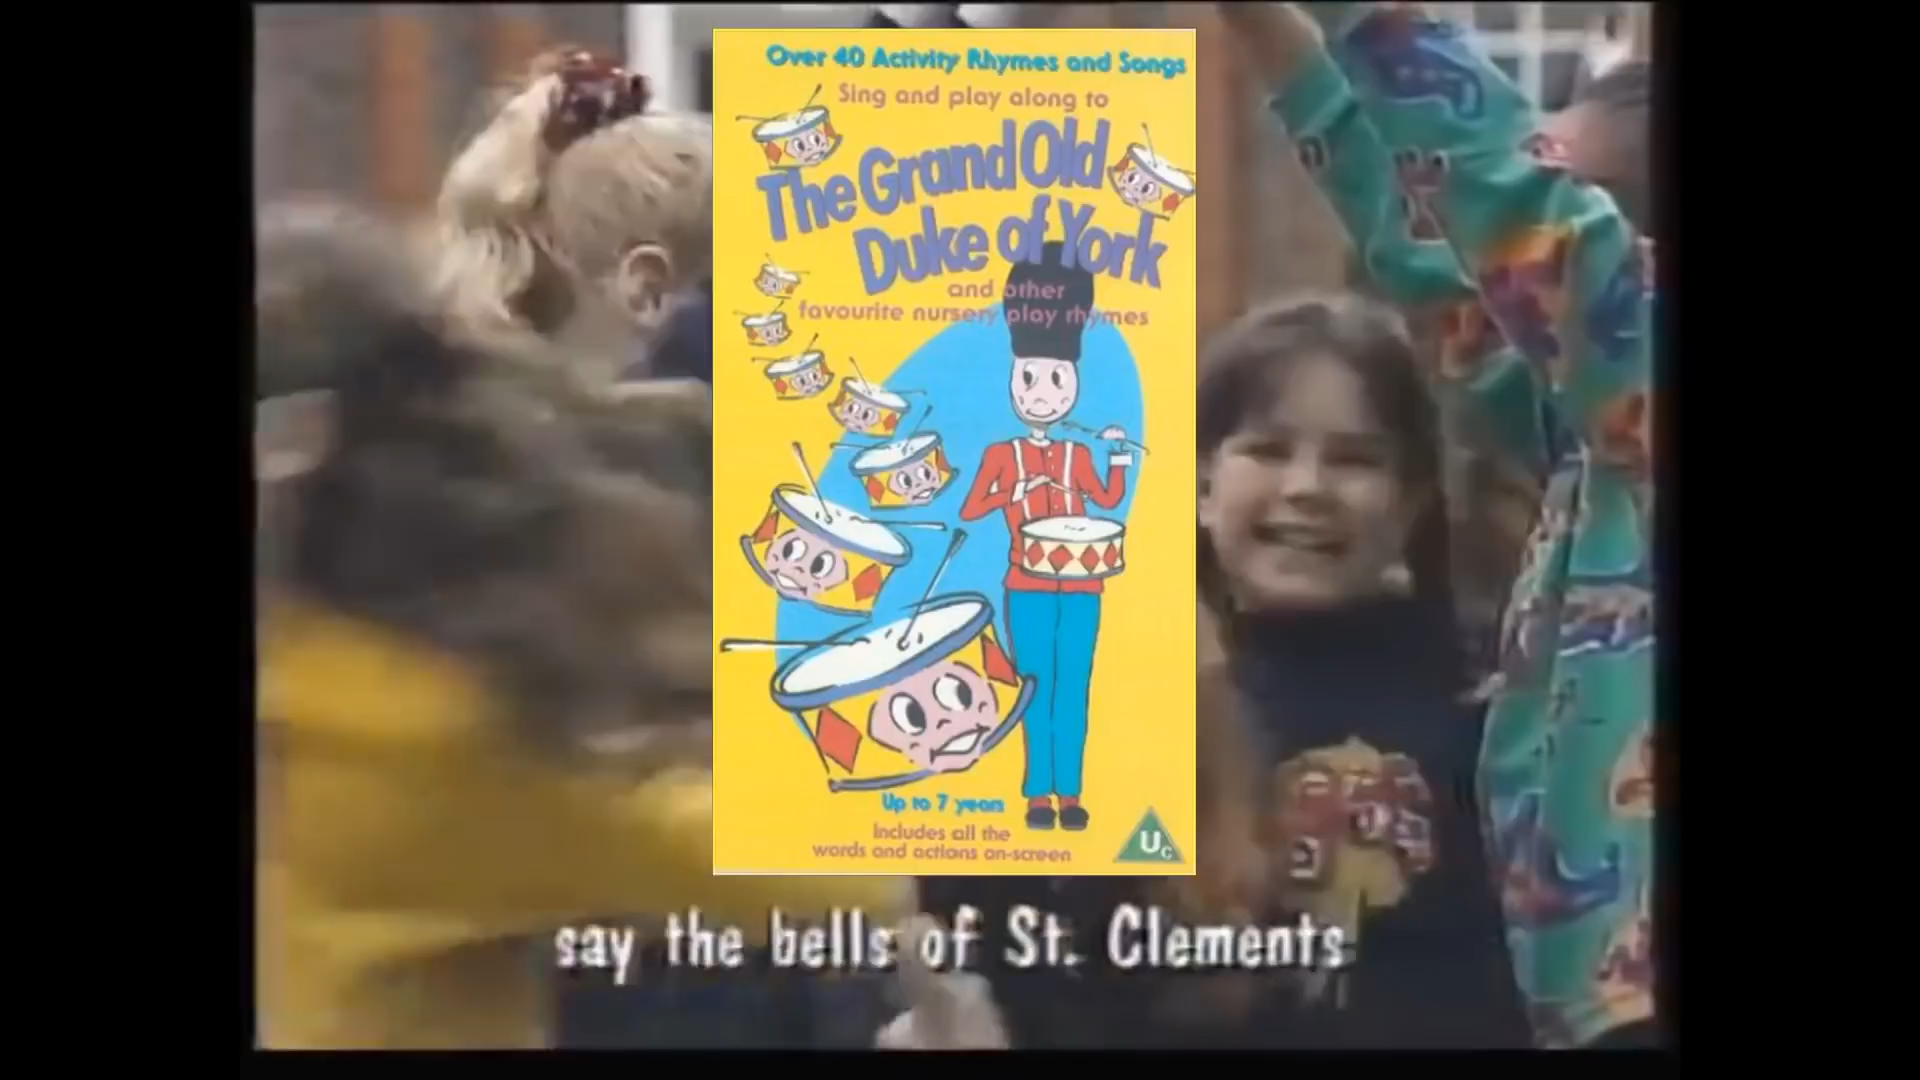 Over 40 Activity Rhymes and Songs
Sing and play along to
The Grand Old
Duke of York
and other
favourite nursery play rhymes
Up to 7 years
Includes all the
words and actions on-screen
Uc
say the bells of St. Clements